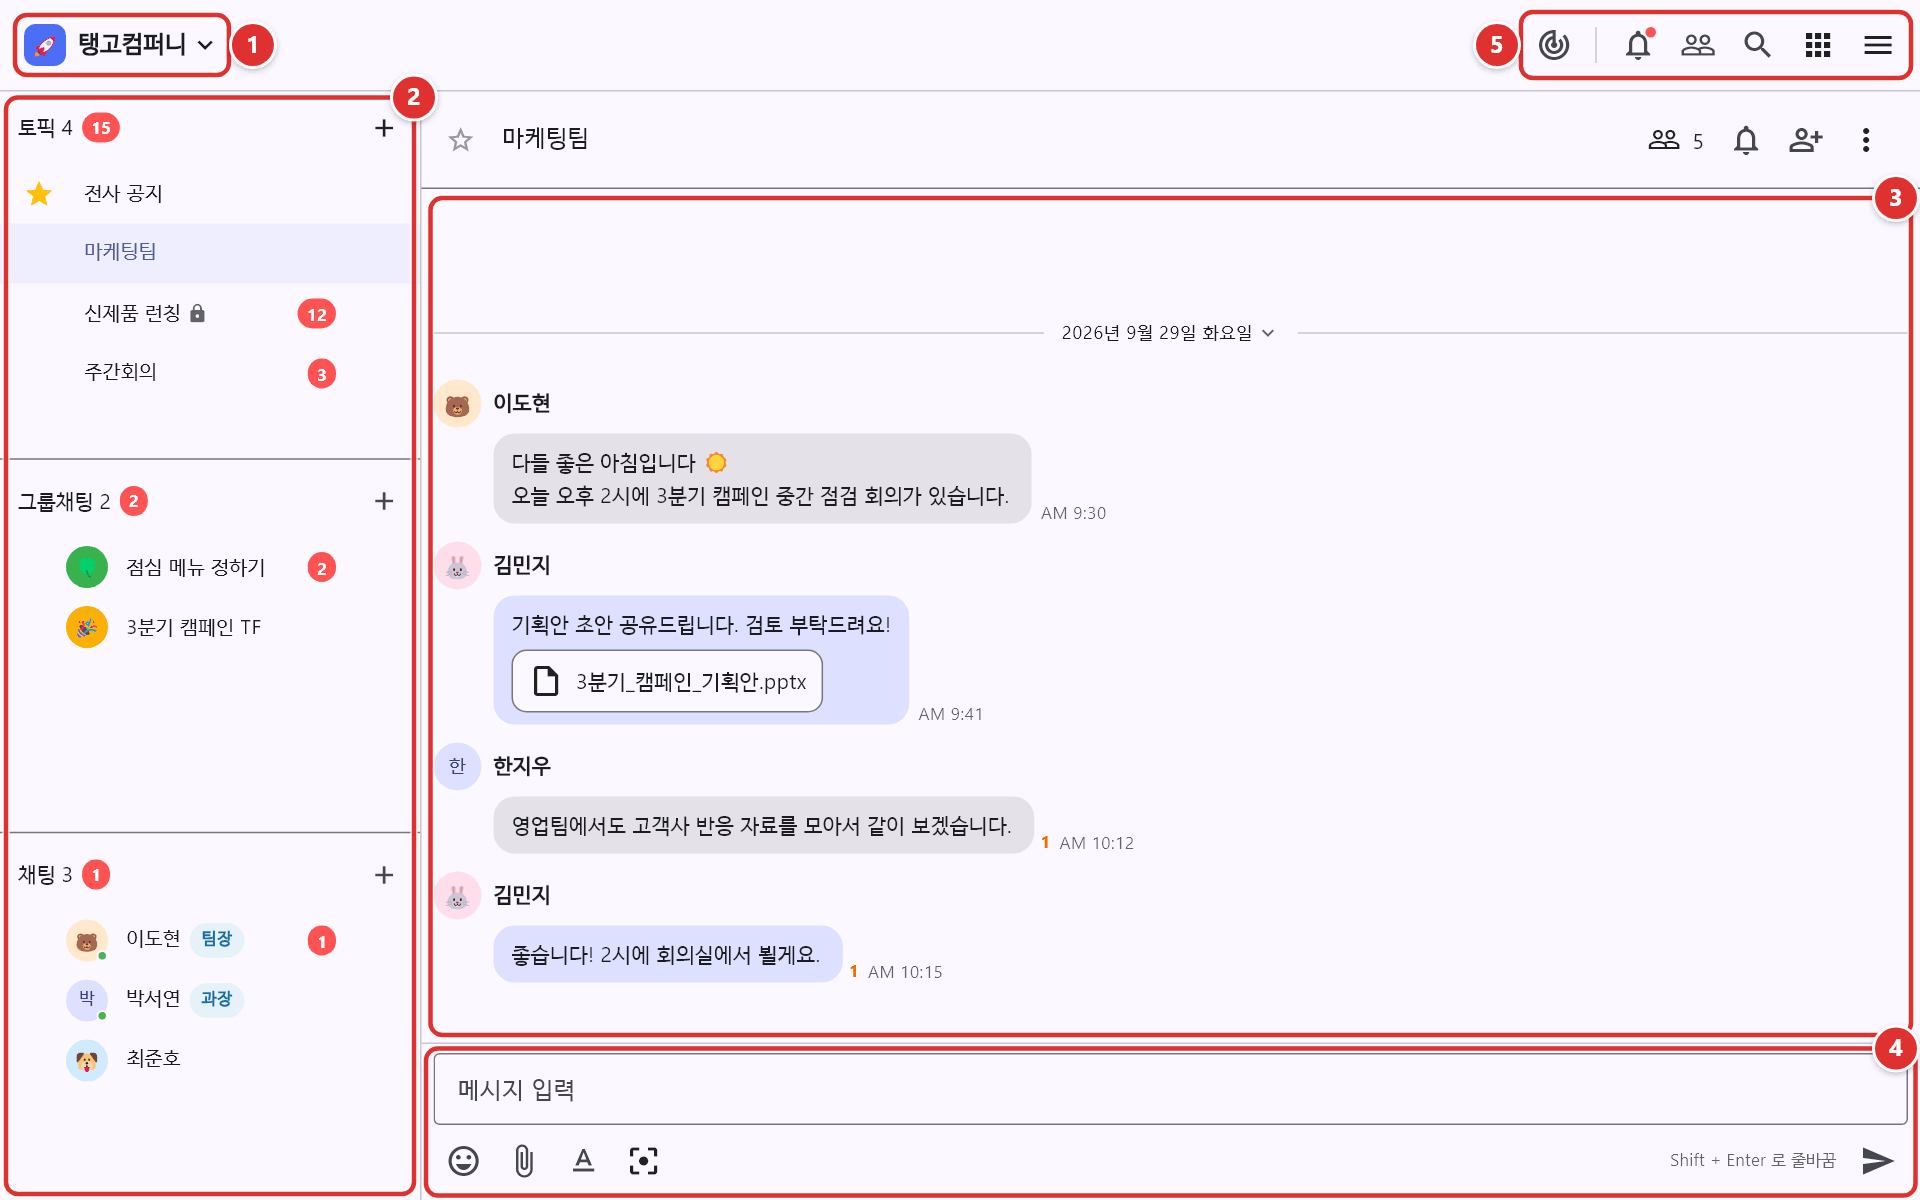 탱고컴퍼니
1
5
2
토픽 4 15
전사 공지
마케팅팀
신제품 런칭 12
주간회의 3
그룹채팅 2 2
점심 메뉴 정하기 2
3분기 캠페인 TF
채팅 3 1
이도현 팀장 1
박 박서연 과장
최준호
마케팅팀
5
3
2026년 9월 29일 화요일
이도현
다들 좋은 아침입니다
오늘 오후 2시에 3분기 캠페인 중간 점검 회의가 있습니다.
AM 9:30
김민지
기획안 초안 공유드립니다. 검토 부탁드려요!
3분기_캠페인_기획안.pptx
AM 9:41
한 한지우
영업팀에서도 고객사 반응 자료를 모아서 같이 보겠습니다.
1 AM 10:12
김민지
좋습니다! 2시에 회의실에서 뵐게요.
1 AM 10:15
4
메시지 입력
Shift + Enter 로 줄바꿈